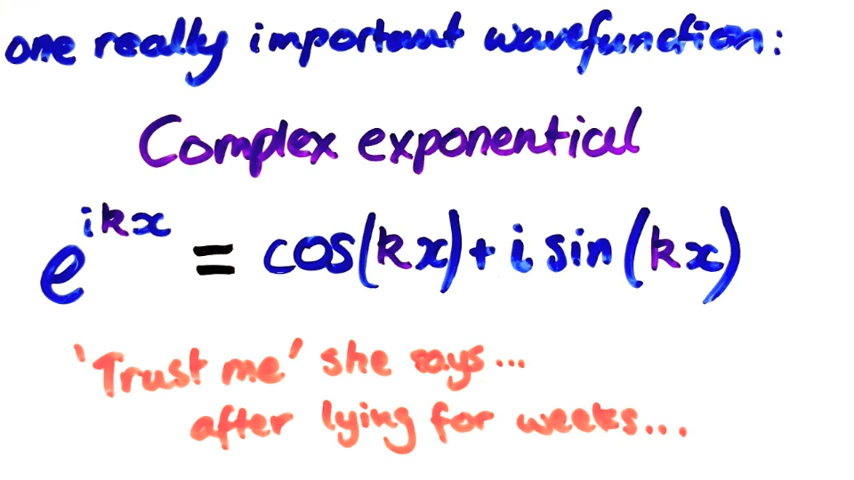 one really important wavefunction:
Complex exponential
e^{ikx} = cos(kx) + i sin(kx)
'Trust me' she says...
after lying for weeks...